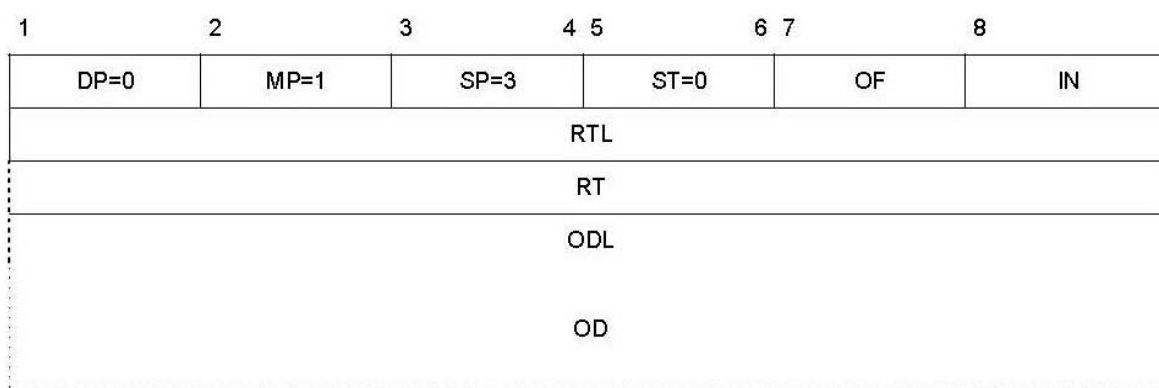 1 2 3 4 5 6 7 8
DP=0 MP=1 SP=3 ST=0 OF IN
RTL
RT
ODL
OD